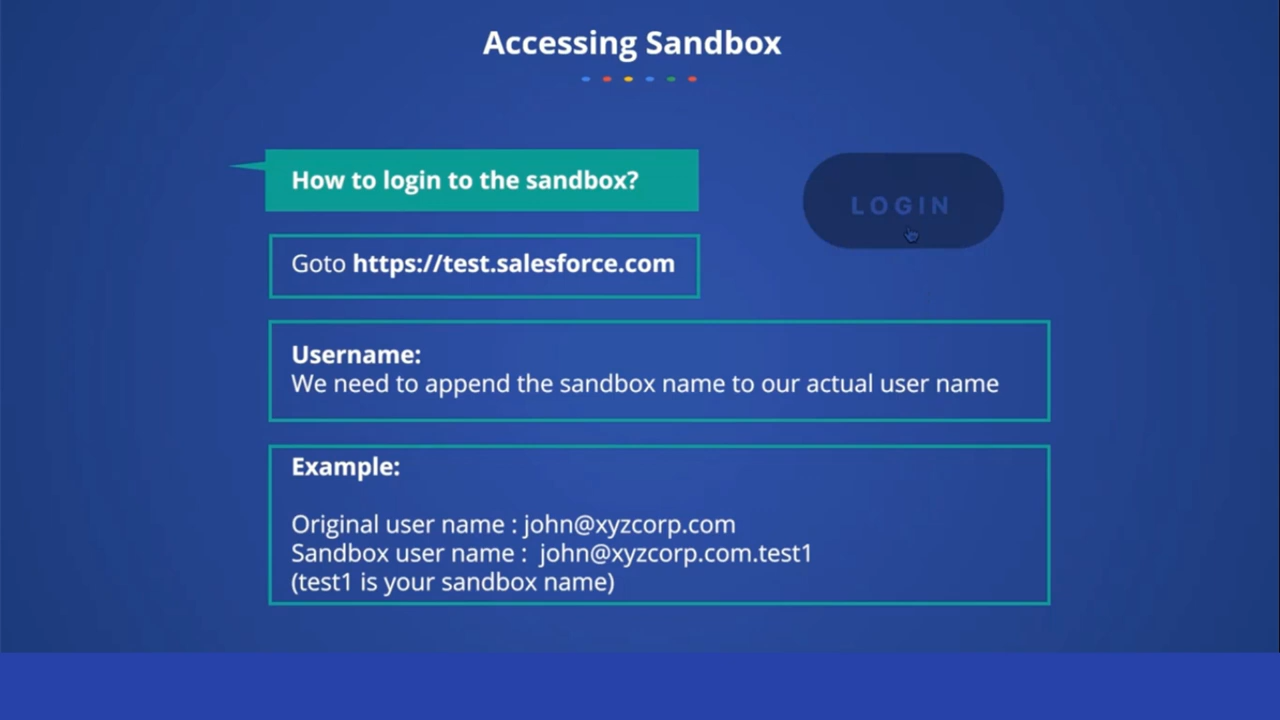 Accessing Sandbox
How to login to the sandbox?
LOGIN
Goto https://test.salesforce.com
Username:
We need to append the sandbox name to our actual user name
Example:
Original user name : john@xyzcorp.com
Sandbox user name :  john@xyzcorp.com.test1
(test1 is your sandbox name)